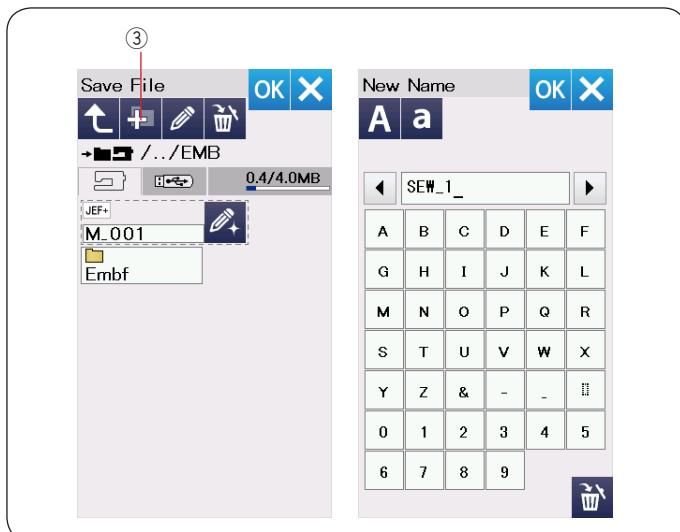 ③
Save File
OK
→ /../EMB
0.4/4.0MB
JEF+
M_001
Embf
New Name
OK
A a
SEW_1_
A B C D E F
G H I J K L
M N O P Q R
S T U V W X
Y Z & - _
0 1 2 3 4 5
6 7 8 9